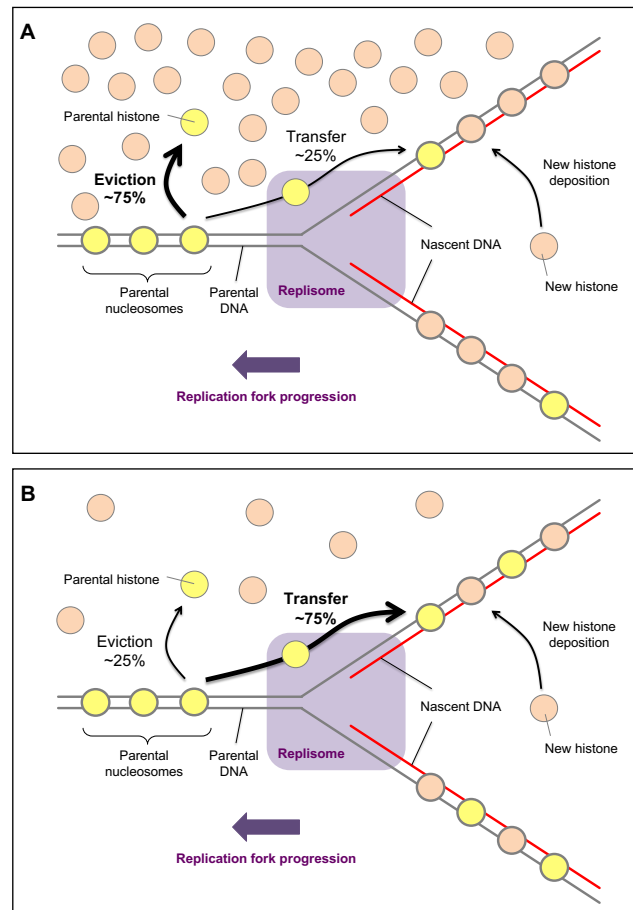 A
Parental histone
Transfer
~25%
Eviction
~75%
New histone
deposition
Nascent DNA
Parental
nucleosomes
Parental
DNA
Replisome
New histone
Replication fork progression
B
Parental histone
Transfer
~75%
Eviction
~25%
New histone
deposition
Nascent DNA
Parental
nucleosomes
Parental
DNA
Replisome
New histone
Replication fork progression